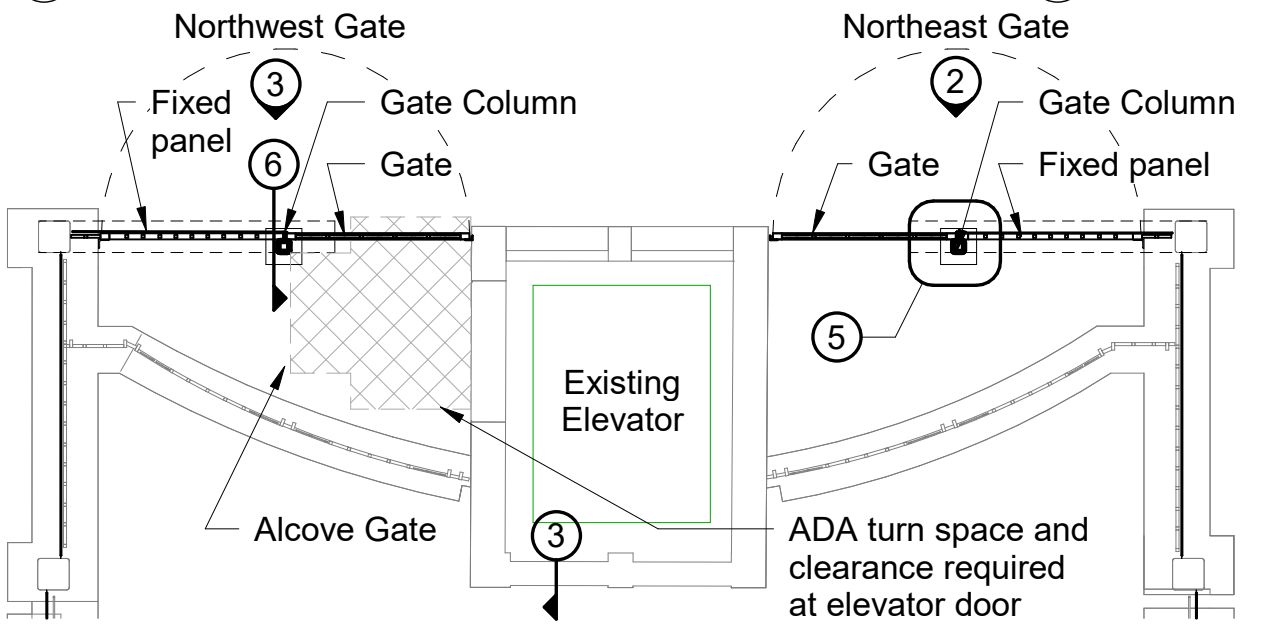 Northwest Gate
Northeast Gate
3
2
Fixed
panel
Gate Column
Gate Column
6
Gate
Gate
Fixed panel
5
Existing
Elevator
Alcove Gate
3
ADA turn space and
clearance required
at elevator door